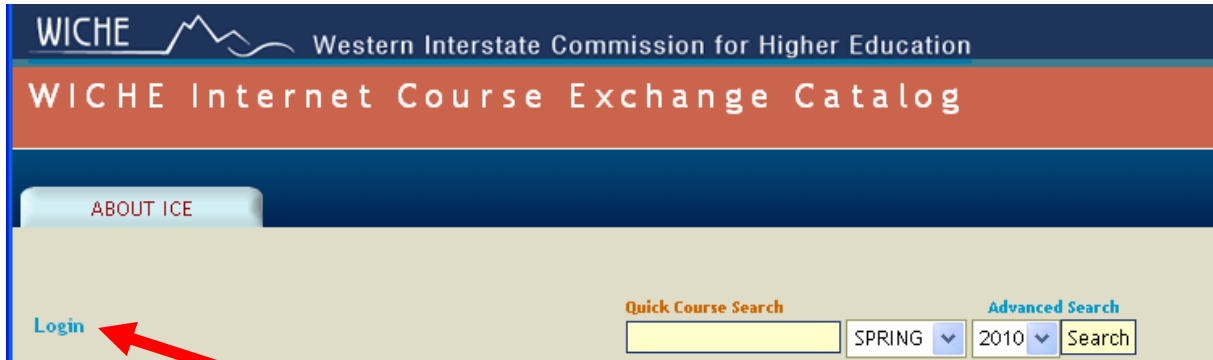 WICHE Western Interstate Commission for Higher Education
WICHE Internet Course Exchange Catalog
ABOUT ICE
Quick Course Search Advanced Search
Login
SPRING 2010 Search